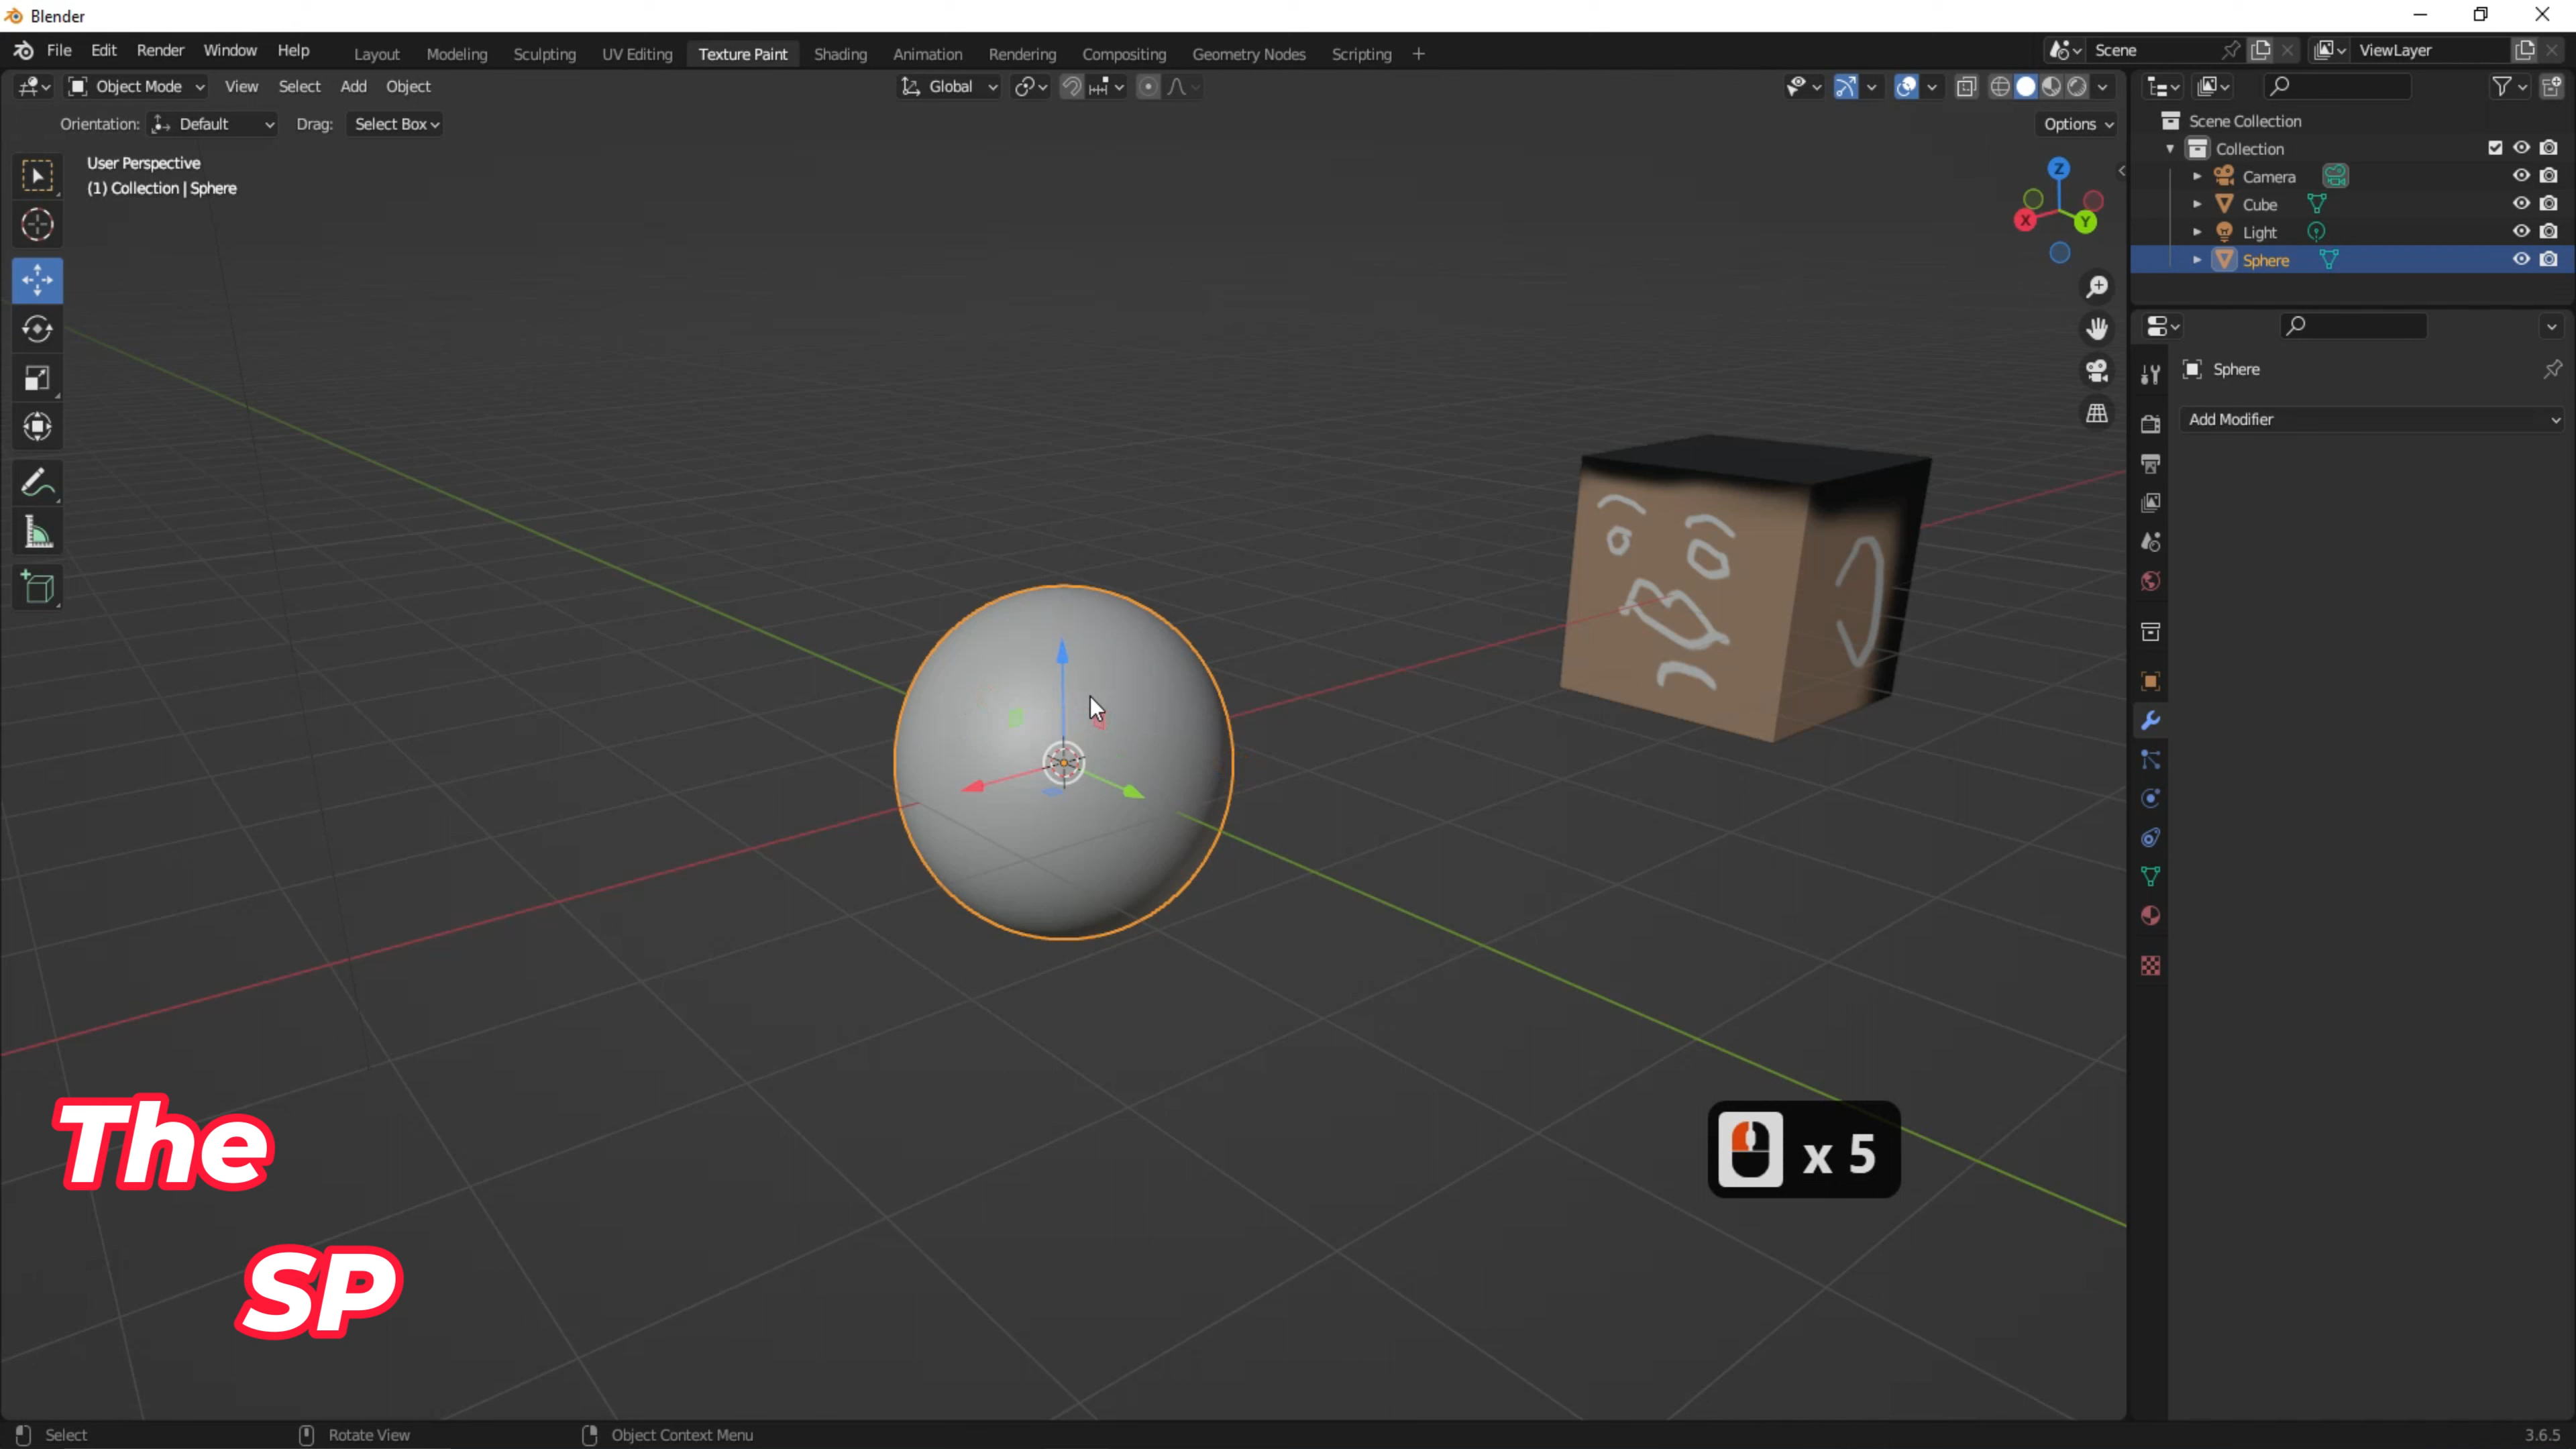 Blender
File Edit Render Window Help Layout Modeling Sculpting UV Editing Texture Paint Shading Animation Rendering Compositing Geometry Nodes Scripting + Scene ViewLayer
Object Mode View Select Add Object Global
Orientation: Default Drag: Select Box Options
User Perspective
(1) Collection | Sphere
Z
X
Y
Scene Collection
Collection
Camera
Cube
Light
Sphere
Sphere
Add Modifier
x 5
The
SP
Select Rotate View Object Context Menu 3.6.5